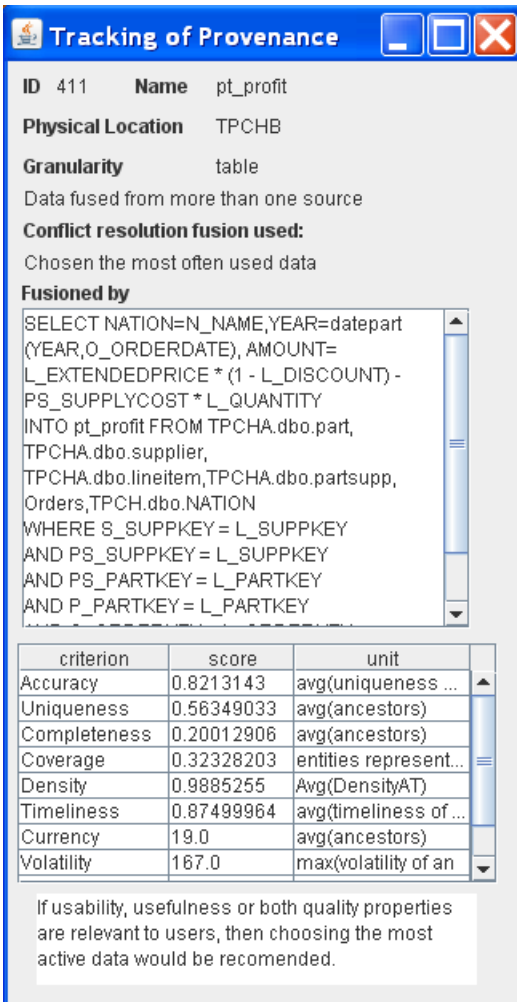 Tracking of Provenance
ID 411 Name pt_profit
Physical Location TPCHB
Granularity table
Data fused from more than one source
Conflict resolution fusion used:
Chosen the most often used data
Fusioned by
SELECT NATION=N_NAME,YEAR=datepart
(YEAR,O_ORDERDATE), AMOUNT=
L_EXTENDEDPRICE * (1 - L_DISCOUNT) -
PS_SUPPLYCOST * L_QUANTITY
INTO pt_profit FROM TPCHA.dbo.part,
TPCHA.dbo.supplier,
TPCHA.dbo.lineitem,TPCHA.dbo.partsupp,
Orders,TPCH.dbo.NATION
WHERE S_SUPPKEY = L_SUPPKEY
AND PS_SUPPKEY = L_SUPPKEY
AND PS_PARTKEY = L_PARTKEY
AND P_PARTKEY = L_PARTKEY
criterion score unit
Accuracy 0.8213143 avg(uniqueness ...
Uniqueness 0.56349033 avg(ancestors)
Completeness 0.20012906 avg(ancestors)
Coverage 0.32328203 entities represent...
Density 0.9885255 Avg(DensityAT)
Timeliness 0.87499964 avg(timeliness of ...
Currency 19.0 avg(ancestors)
Volatility 167.0 max(volatility of an
If usability, usefulness or both quality properties
are relevant to users, then choosing the most
active data would be recomended.